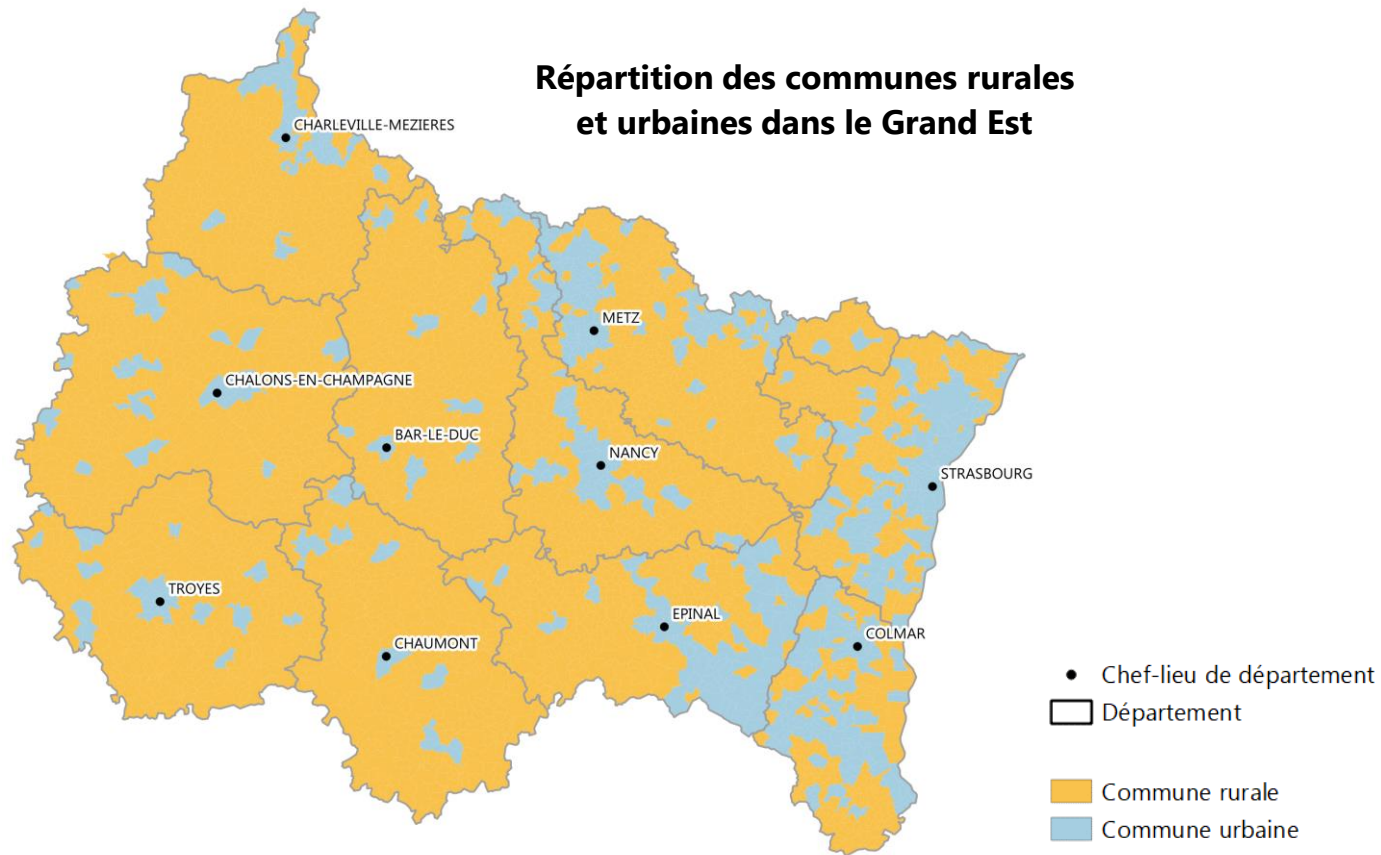 Répartition des communes rurales
et urbaines dans le Grand Est
CHARLEVILLE-MEZIERES
METZ
CHALONS-EN-CHAMPAGNE
BAR-LE-DUC
NANCY
STRASBOURG
TROYES
EPINAL
COLMAR
CHAUMONT
Chef-lieu de département
Département
Commune rurale
Commune urbaine